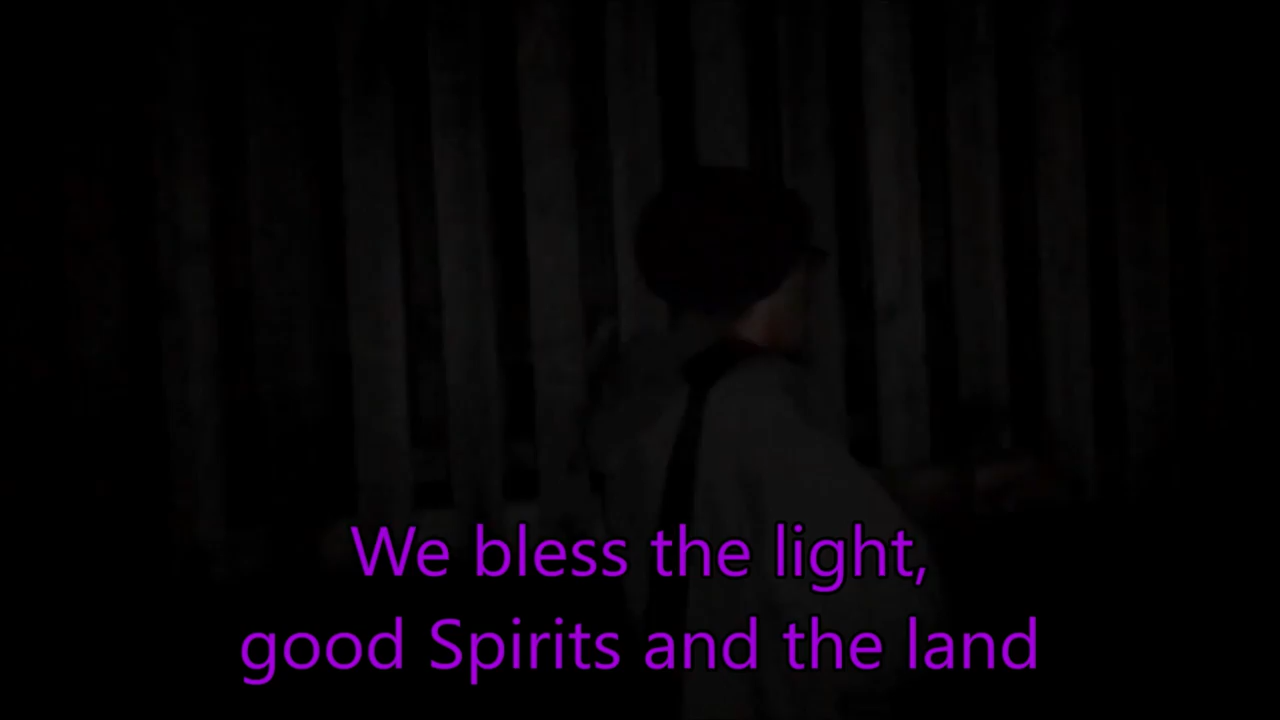 We bless the light,
good Spirits and the land